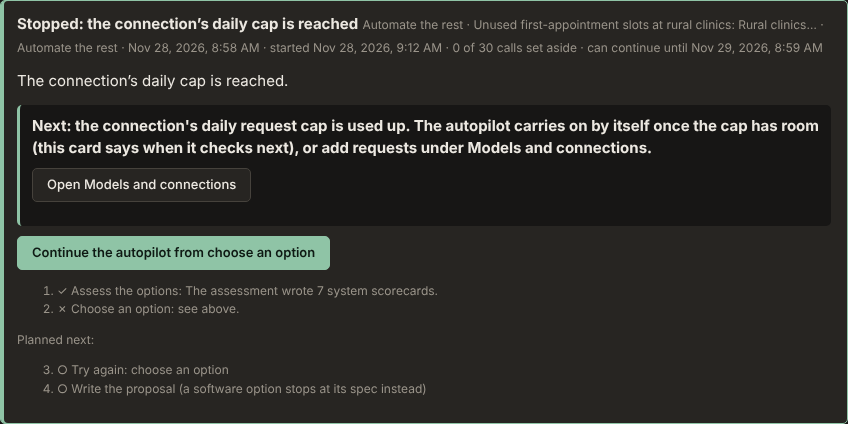 Stopped: the connection’s daily cap is reached Automate the rest · Unused first-appointment slots at rural clinics: Rural clinics... ·
Automate the rest · Nov 28, 2026, 8:58 AM · started Nov 28, 2026, 9:12 AM · 0 of 30 calls set aside · can continue until Nov 29, 2026, 8:59 AM
The connection’s daily cap is reached.
Next: the connection's daily request cap is used up. The autopilot carries on by itself once the cap has room
(this card says when it checks next), or add requests under Models and connections.
Open Models and connections
Continue the autopilot from choose an option
1. ✓ Assess the options: The assessment wrote 7 system scorecards.
2. × Choose an option: see above.
Planned next:
3. ○ Try again: choose an option
4. ○ Write the proposal (a software option stops at its spec instead)